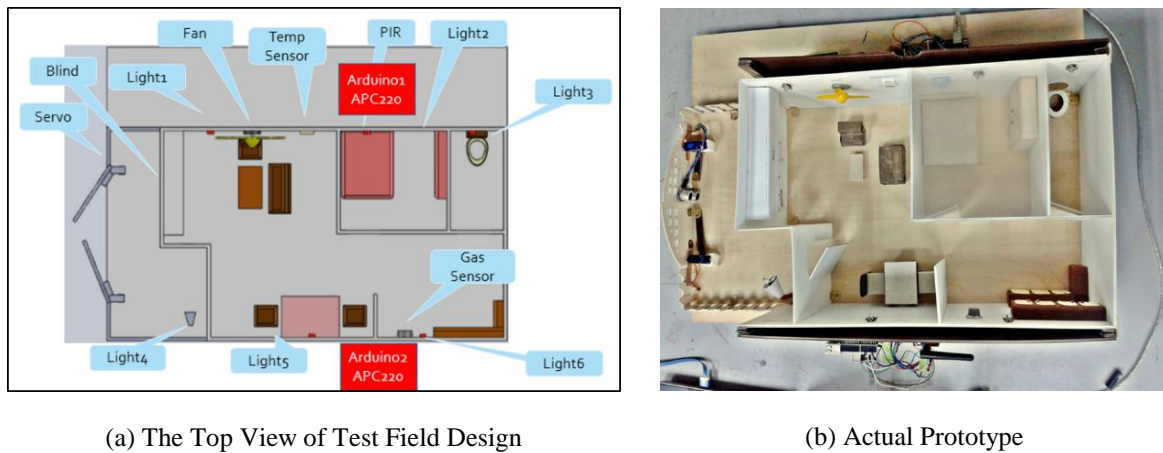 Fan
Temp
Sensor
PIR
Light2
Blind
Light1
Arduino1
APC220
Light3
Servo
Gas
Sensor
Light4
Light5
Arduino2
APC220
Light6
(a) The Top View of Test Field Design
(b) Actual Prototype